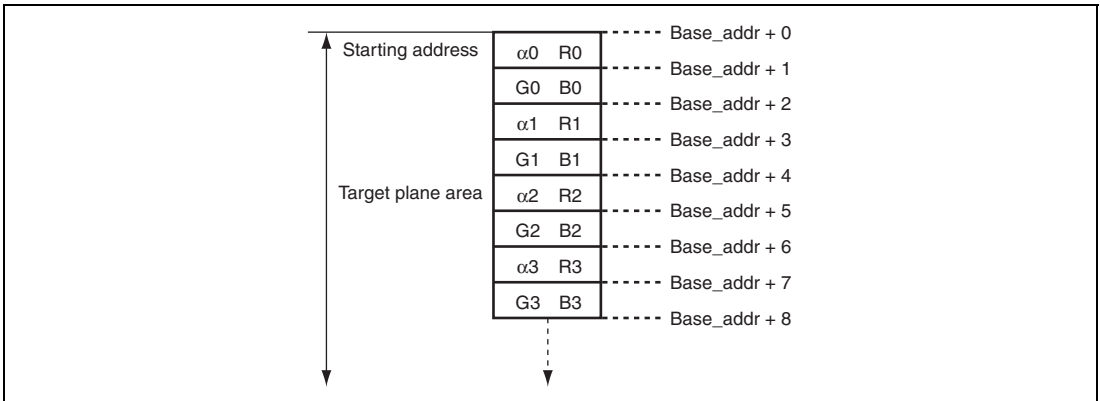 Starting address
Target plane area
α0 R0
G0 B0
α1 R1
G1 B1
α2 R2
G2 B2
α3 R3
G3 B3
Base_addr + 0
Base_addr + 1
Base_addr + 2
Base_addr + 3
Base_addr + 4
Base_addr + 5
Base_addr + 6
Base_addr + 7
Base_addr + 8